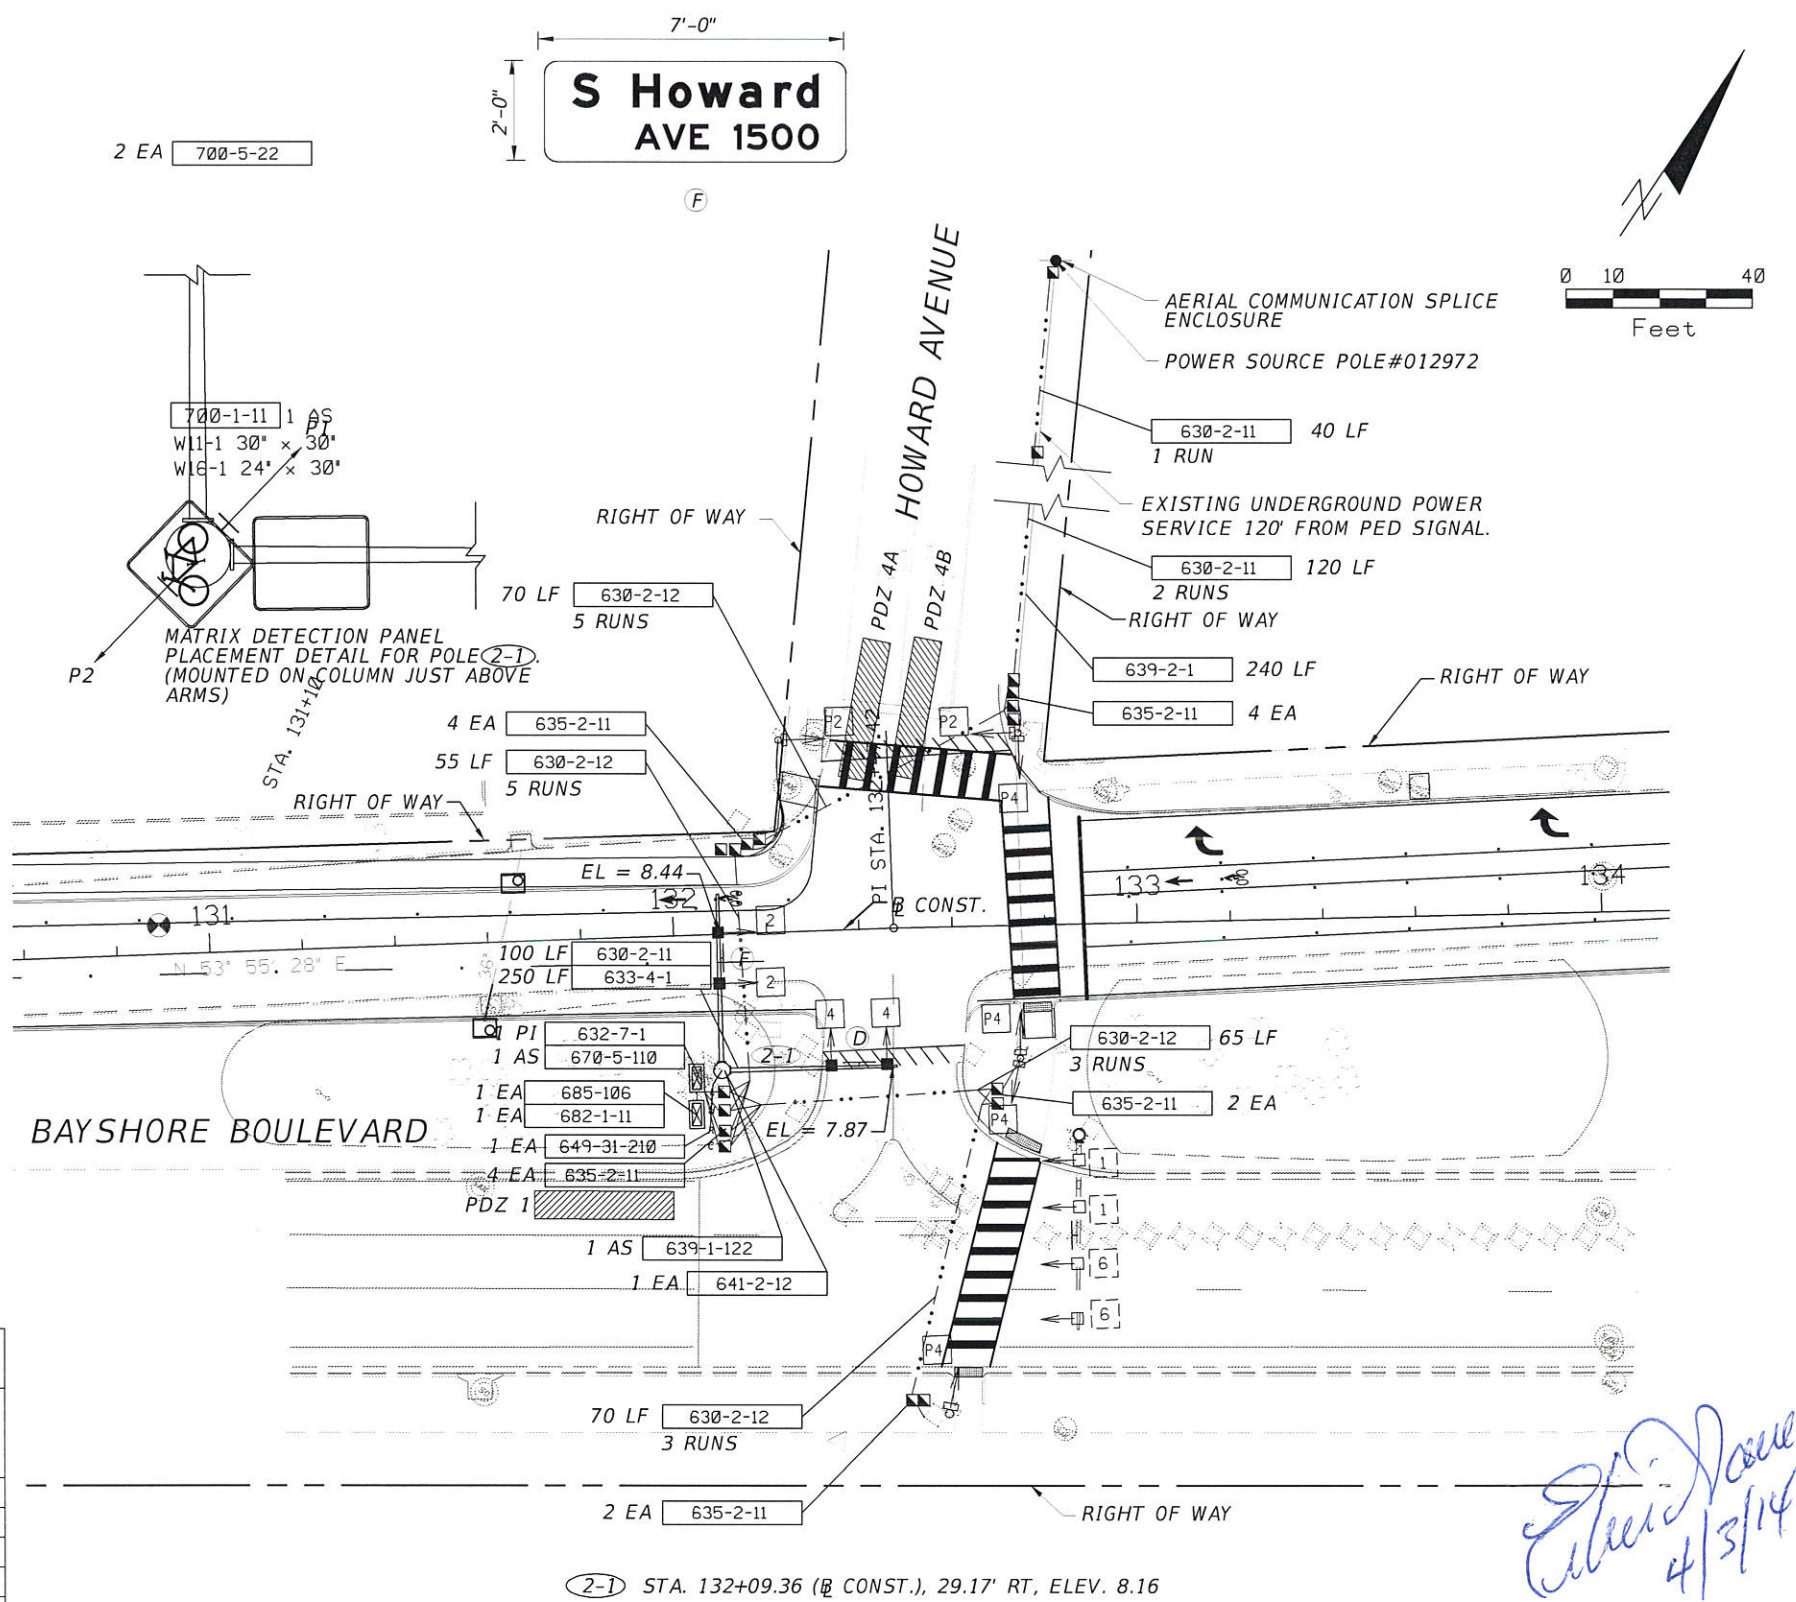 7'-0"
2'-0"
S Howard
AVE 1500
2 EA 700-5-22
F
N
0 10 40
Feet
HOWARD AVENUE
AERIAL COMMUNICATION SPLICE
ENCLOSURE
POWER SOURCE POLE#012972
630-2-11 40 LF
1 RUN
EXISTING UNDERGROUND POWER
SERVICE 120' FROM PED SIGNAL.
630-2-11 120 LF
2 RUNS
RIGHT OF WAY
639-2-1 240 LF
RIGHT OF WAY
635-2-11 4 EA
700-1-11 1 AS
P1
W11-1 30" × 30"
W16-1 24" × 30"
P2
MATRIX DETECTION PANEL
PLACEMENT DETAIL FOR POLE 2-1.
(MOUNTED ON COLUMN JUST ABOVE
ARMS)
STA. 131+10
RIGHT OF WAY
PDZ 4A
PDZ 4B
70 LF 630-2-12
5 RUNS
4 EA 635-2-11
55 LF 630-2-12
5 RUNS
RIGHT OF WAY
P2
P2
P4
EL = 8.44
131
132
133
134
B CONST.
2
2
F
N 53° 55' 28" E
100 LF 630-2-11
250 LF 633-4-1
4
4
D
P4
1 PI 632-7-1
1 AS 670-5-110
2-1
630-2-12 65 LF
3 RUNS
1 EA 685-106
1 EA 682-1-11
635-2-11 2 EA
P4
BAYSHORE BOULEVARD
EL = 7.87
1 EA 649-31-210
4 EA 635-2-11
PDZ 1
1
1
6
6
1 AS 639-1-122
1 EA 641-2-12
P4
70 LF 630-2-12
3 RUNS
2 EA 635-2-11
RIGHT OF WAY
4/3/14
2-1 STA. 132+09.36 (B CONST.), 29.17' RT, ELEV. 8.16